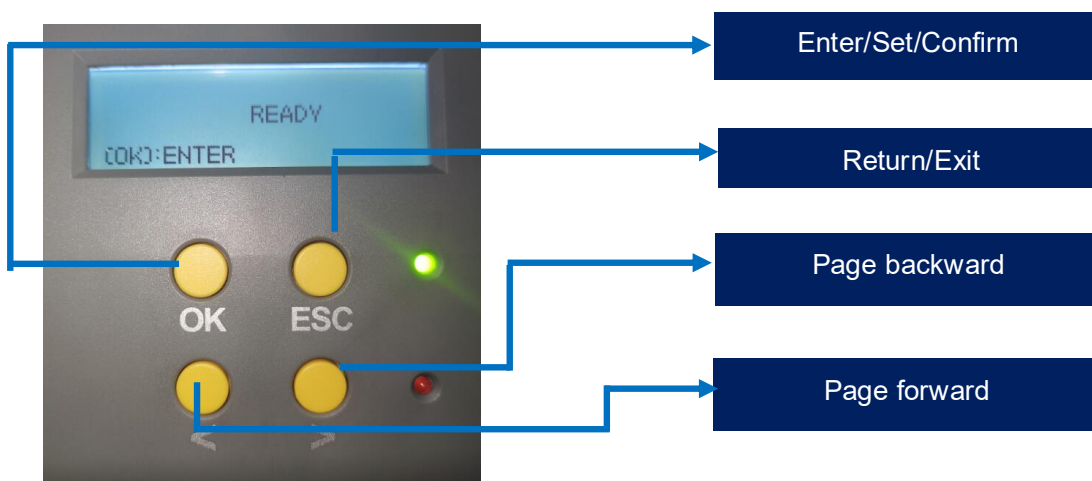 Enter/Set/Confirm
READY
(OK):ENTER
Return/Exit
Page backward
OK ESC
< >
Page forward